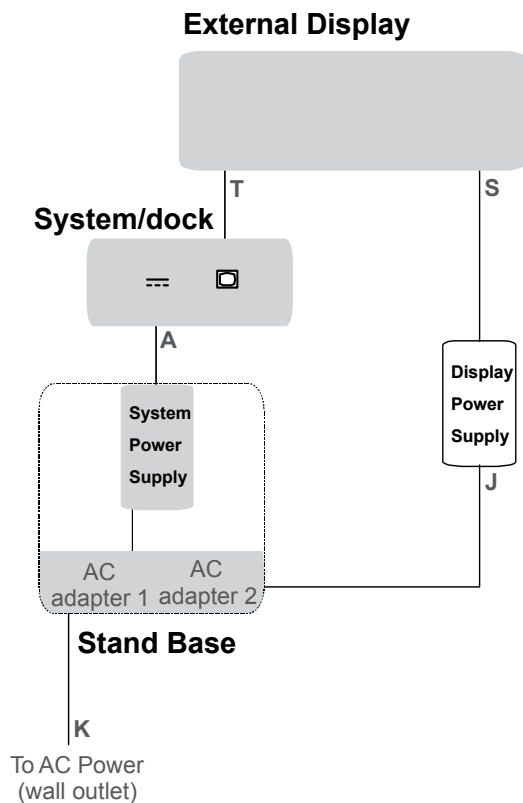 External Display
T
S
System/dock
A
System
Power
Supply
Display
Power
Supply
J
AC
adapter 1
AC
adapter 2
Stand Base
K
To AC Power
(wall outlet)